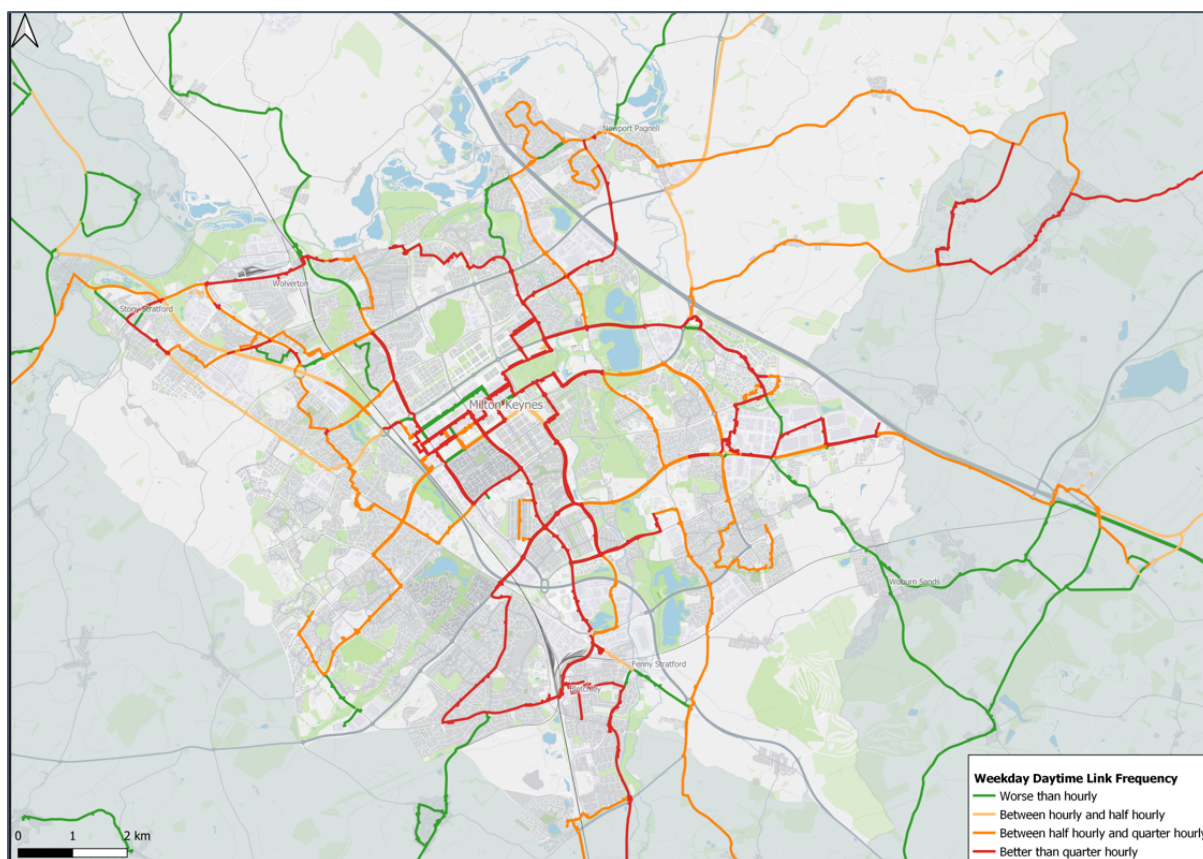 Newport Pagnell
Wolverton
Stony Stratford
Milton Keynes
Woburn Sands
Fenny Stratford
Bletchley
Weekday Daytime Link Frequency
Worse than hourly
Between hourly and half hourly
Between half hourly and quarter hourly
Better than quarter hourly
0 1 2 km